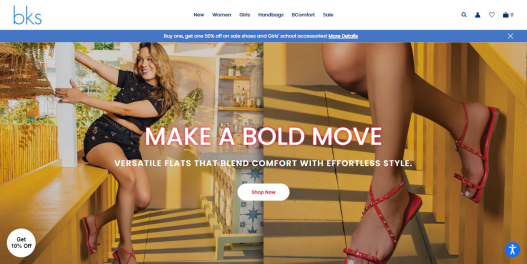 bks
New Women Girls Handbags BComfort Sale
0
Buy one, get one 50% off on sale shoes and Girls' school accessories! More Details
MAKE A BOLD MOVE
VERSATILE FLATS THAT BLEND COMFORT WITH EFFORTLESS STYLE.
Shop Now
Get
10% Off